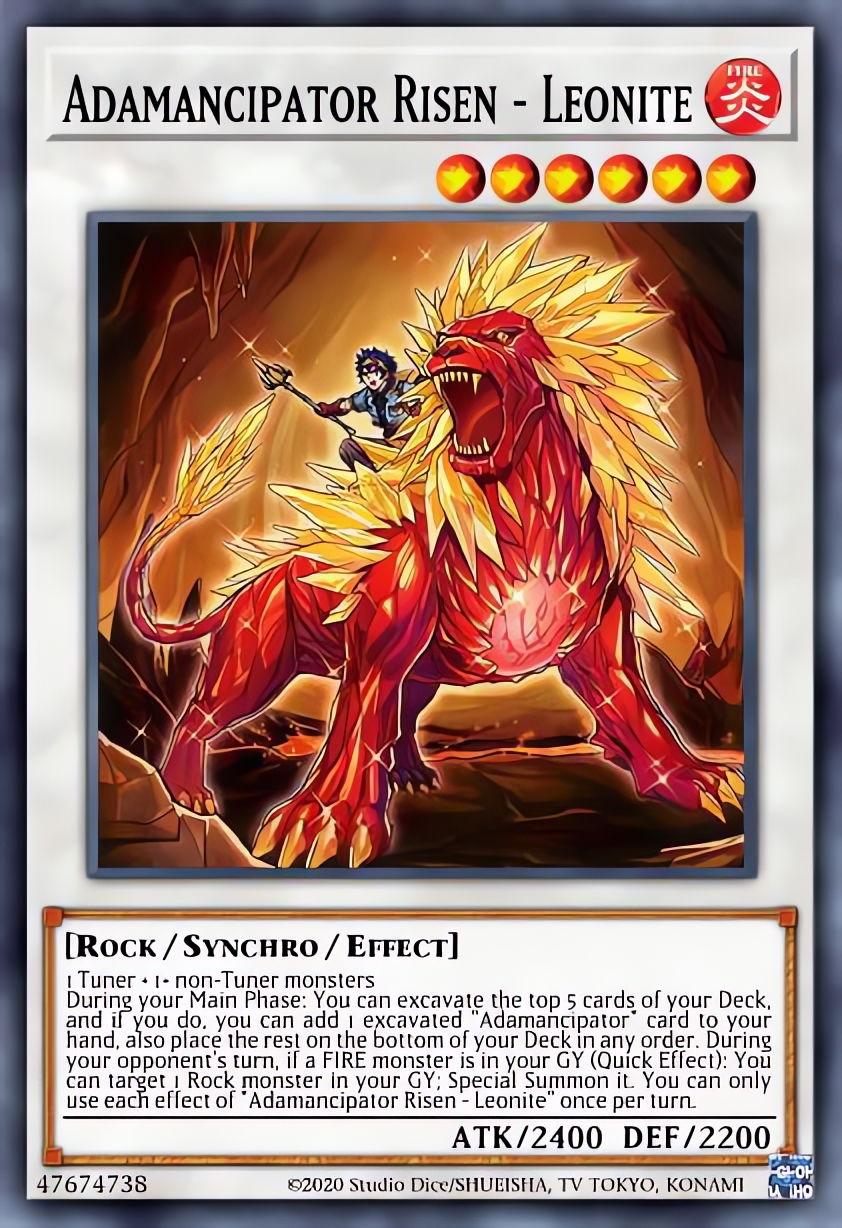 ADAMANCIPATOR RISEN - LEONITE
FIRE
炎
[ROCK / SYNCHRO / EFFECT]
1 Tuner + 1+ non-Tuner monsters
During your Main Phase: You can excavate the top 5 cards of your Deck,
and if you do, you can add 1 excavated "Adamancipator" card to your
hand, also place the rest on the bottom of your Deck in any order. During
your opponent's turn, if a FIRE monster is in your GY (Quick Effect): You
can target 1 Rock monster in your GY; Special Summon it. You can only
use each effect of "Adamancipator Risen - Leonite" once per turn.
ATK/2400 DEF/2200
47674738
©2020 Studio Dice/SHUEISHA, TV TOKYO, KONAMI